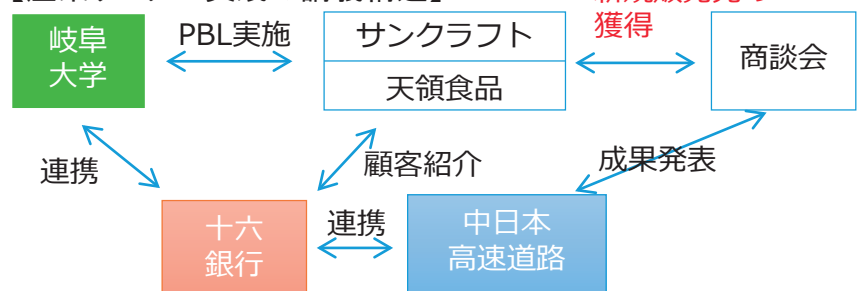 岐阜
大学
PBL実施
サンクラフト
天領食品
獲得
商談会
連携
顧客紹介
成果発表
十六
銀行
連携
中日本
高速道路